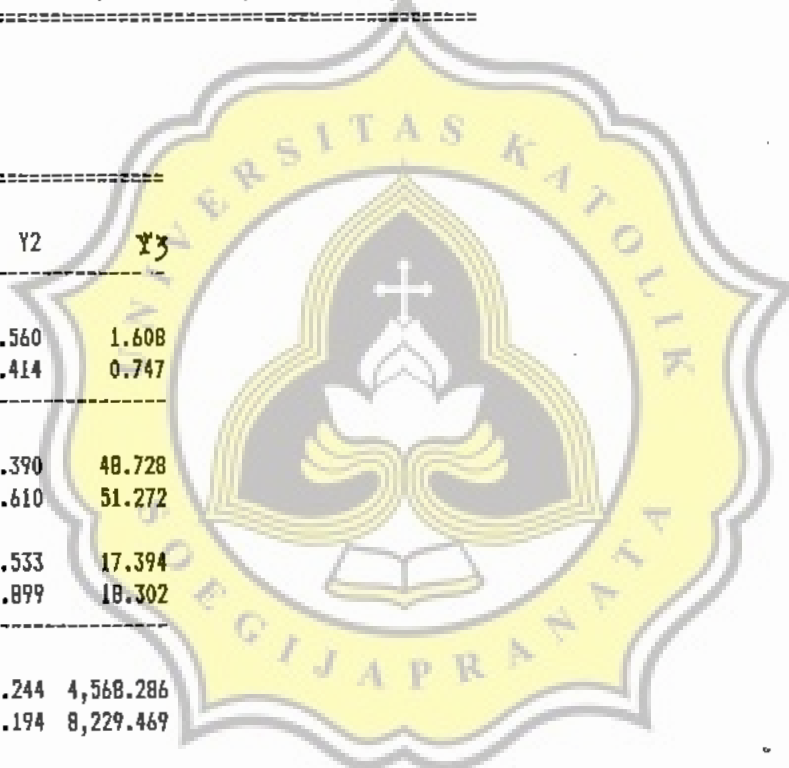 UNIVERSITAS KATOLIK
SOEGIJAPRANATA
Y2 Y3
.560 1.608
.414 0.747
.390 48.728
.610 51.272
.533 17.394
.899 18.302
.244 4,568.286
.194 8,229.469